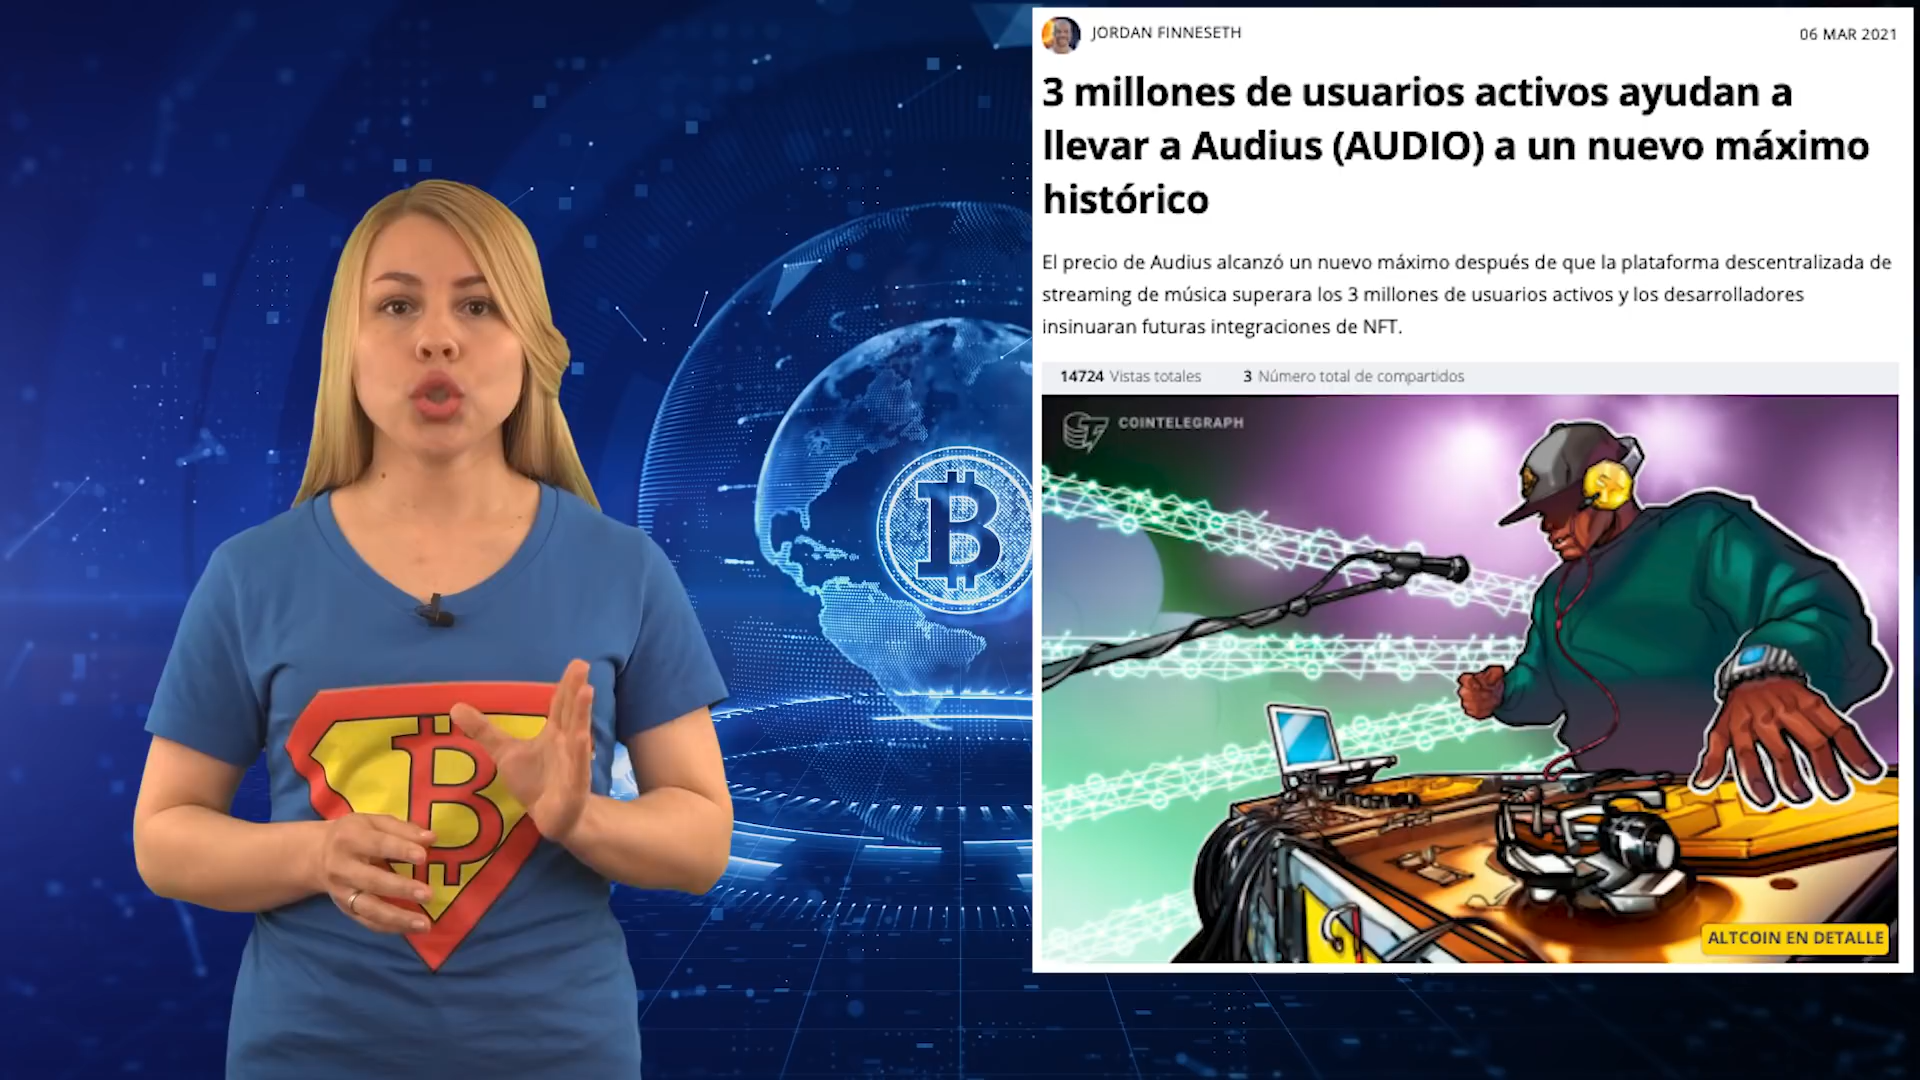 JORDAN FINNESETH
06 MAR 2021
3 millones de usuarios activos ayudan a
llevar a Audius (AUDIO) a un nuevo máximo
histórico
El precio de Audius alcanzó un nuevo máximo después de que la plataforma descentralizada de
streaming de música superara los 3 millones de usuarios activos y los desarrolladores
insinuaran futuras integraciones de NFT.
14724 Vistas totales 3 Número total de compartidos
COINTELEGRAPH
ALTCOIN EN DETALLE